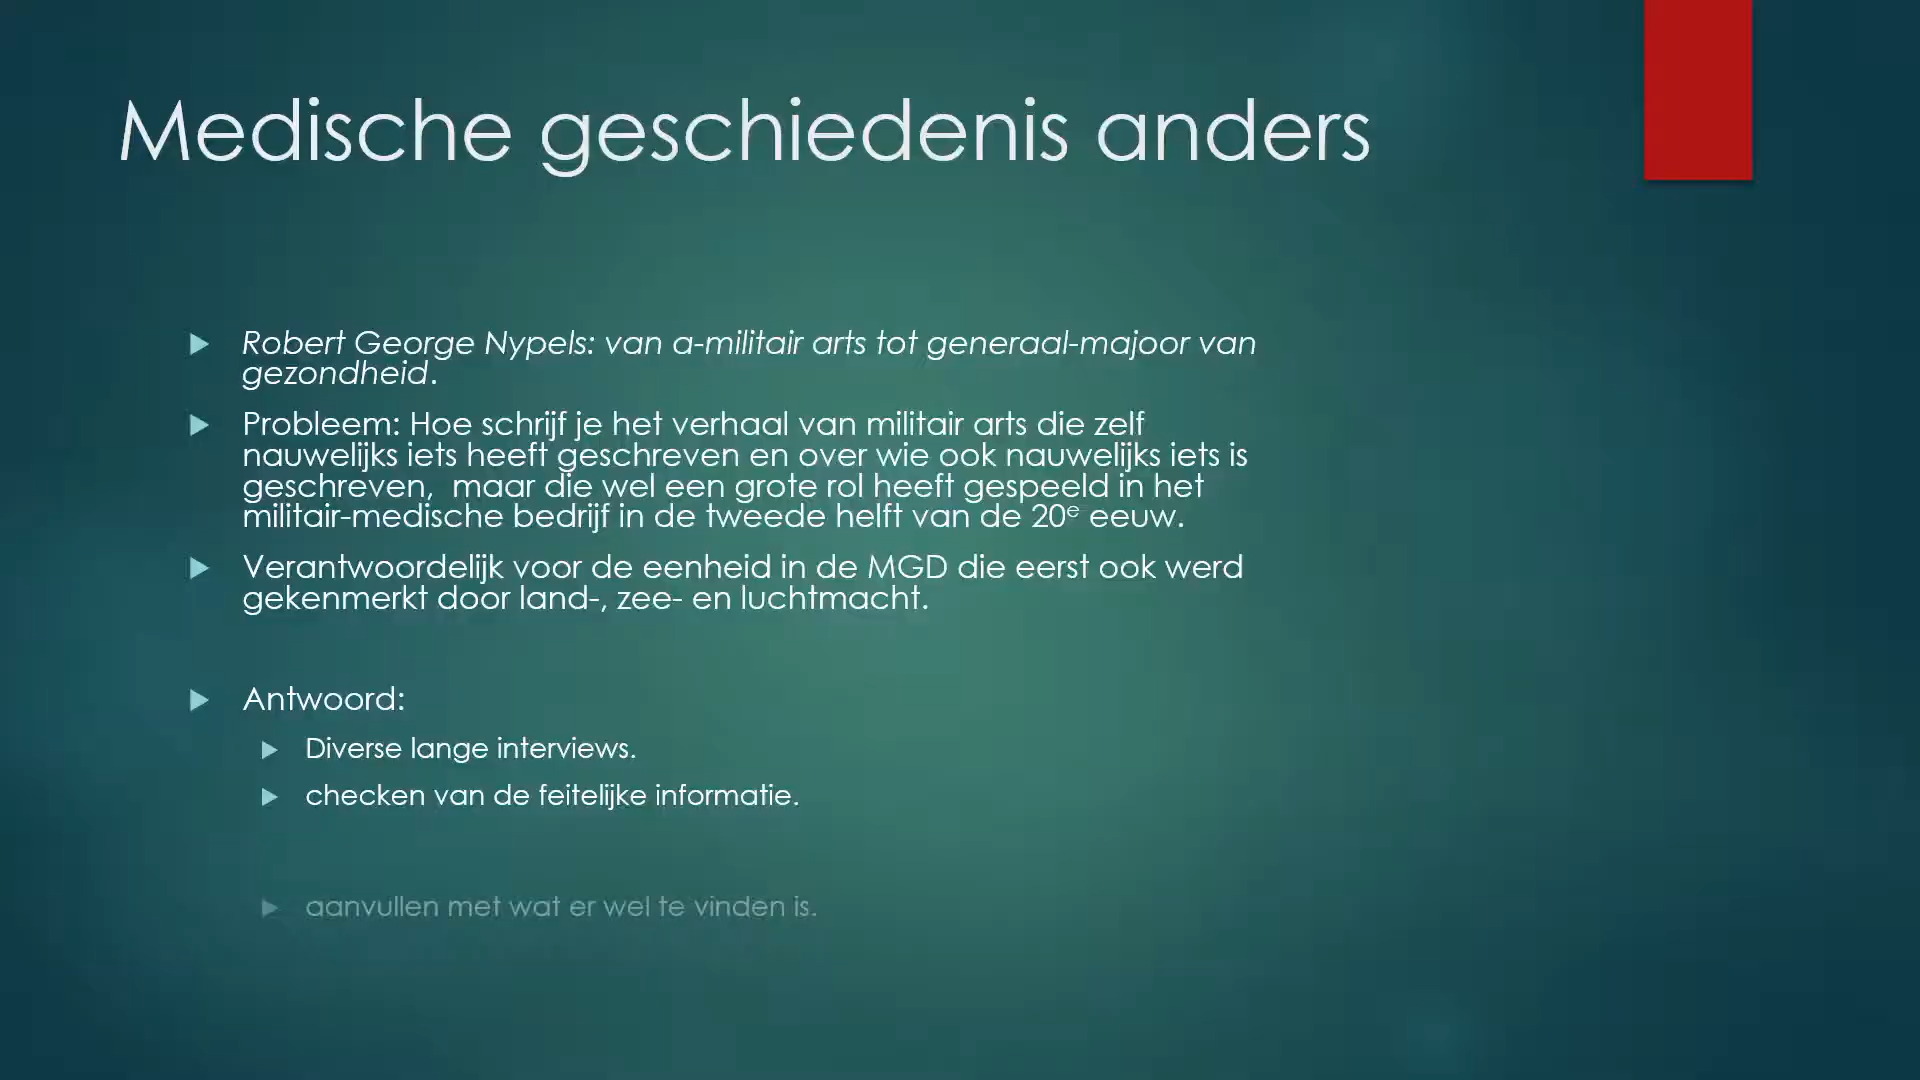 Medische geschiedenis anders
Robert George Nypels: van a-militair arts tot generaal-majoor van
gezondheid.
Probleem: Hoe schrijf je het verhaal van militair arts die zelf
nauwelijks iets heeft geschreven en over wie ook nauwelijks iets is
geschreven,  maar die wel een grote rol heeft gespeeld in het
militair-medische bedrijf in de tweede helft van de 20e eeuw.
Verantwoordelijk voor de eenheid in de MGD die eerst ook werd
gekenmerkt door land-, zee- en luchtmacht.
Antwoord:
Diverse lange interviews.
checken van de feitelijke informatie.
aanvullen met wat er wel te vinden is.